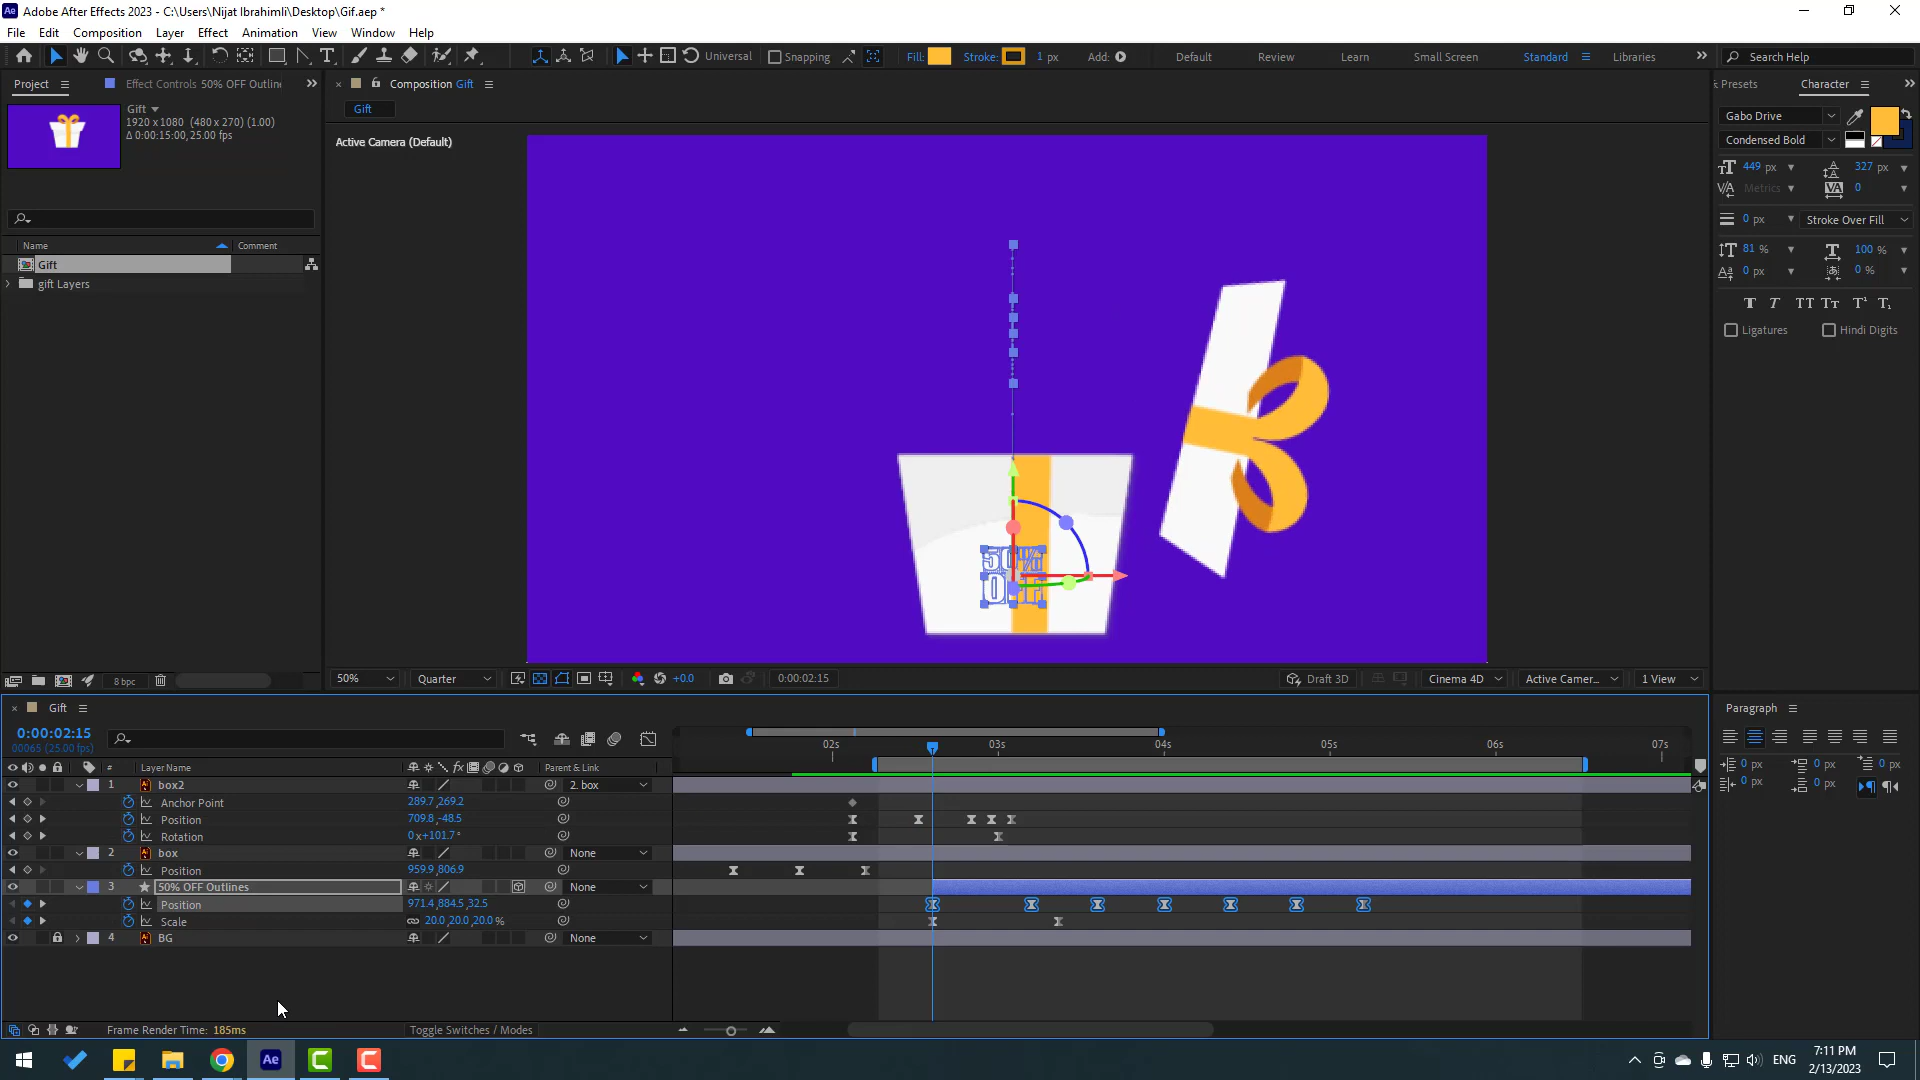 Adobe After Effects 2023 - C:\Users\Nijat Ibrahimli\Desktop\Gif.aep *
File Edit Composition Layer Effect Animation View Window Help
Universal Snapping Fill: Stroke: 1 px Add: Default Review Learn Small Screen Standard Libraries Search Help
Project Effect Controls 50% OFF Outline Composition Gift Presets Character
Gift
Gift
1920 x 1080 (480 x 270) (1.00)
Δ 0:00:15:00, 25.00 fps
Active Camera (Default)
Gabo Drive
Condensed Bold
449 px 327 px
Metrics 0
0 px Stroke Over Fill
81 % 100 %
0 px 0 %
Ligatures Hindi Digits
Name Comment
Gift
gift Layers
50%
OFF
8 bpc
50% Quarter +0.0 0:00:02:15 Draft 3D Cinema 4D Active Camer... 1 View
Gift
Paragraph
0:00:02:15
00065 (25.00 fps)
02s 03s 04s 05s 06s 07s
0 px 0 px 0 px
0 px 0 px
# Layer Name Parent & Link
1 box2 2. box
Anchor Point 289.7,269.2
Position 709.8,-48.5
Rotation 0x+101.7°
2 box None
Position 959.9,806.9
3 50% OFF Outlines None
Position 971.4,884.5,32.5
Scale 20.0,20.0,20.0%
4 BG None
Frame Render Time: 185ms Toggle Switches / Modes
Ae
ENG
7:11 PM
2/13/2023